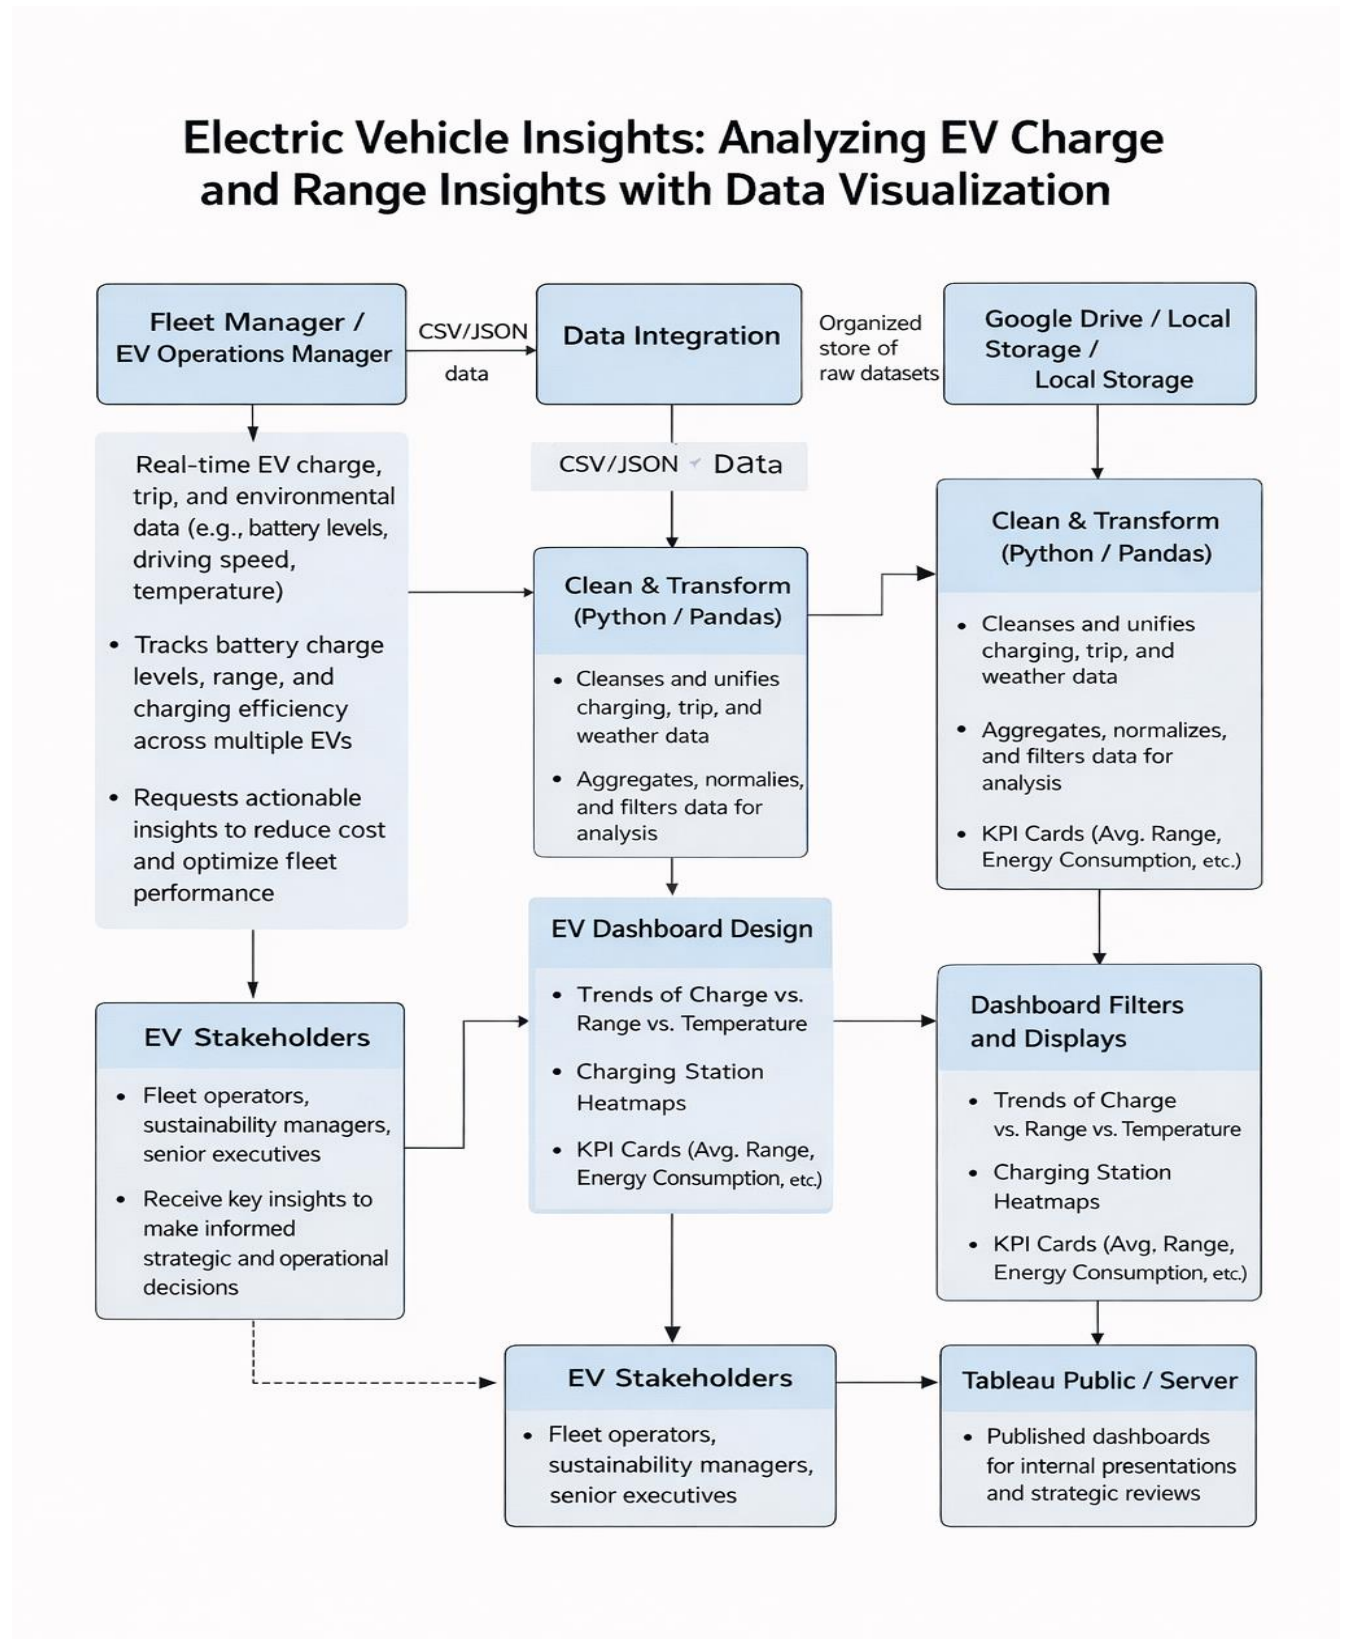 Electric Vehicle Insights: Analyzing EV Charge
and Range Insights with Data Visualization
Fleet Manager /
EV Operations Manager
CSV/JSON
data
Data Integration
Organized
store of
raw datasets
Google Drive / Local
Storage /
Local Storage
Real-time EV charge,
trip, and environmental
data (e.g., battery levels,
driving speed,
temperature)
• Tracks battery charge
levels, range, and
charging efficiency
across multiple EVs
• Requests actionable
insights to reduce cost
and optimize fleet
performance
CSV/JSON Data
Clean & Transform
(Python / Pandas)
• Cleanses and unifies
charging, trip, and
weather data
• Aggregates, normalies,
and filters data for
analysis
Clean & Transform
(Python / Pandas)
• Cleanses and unifies
charging, trip, and
weather data
• Aggregates, normalizes,
and filters data for
analysis
• KPI Cards (Avg. Range,
Energy Consumption, etc.)
EV Stakeholders
• Fleet operators,
sustainability managers,
senior executives
• Receive key insights to
make informed
strategic and operational
decisions
EV Dashboard Design
• Trends of Charge vs.
Range vs. Temperature
• Charging Station
Heatmaps
• KPI Cards (Avg. Range,
Energy Consumption, etc.)
Dashboard Filters
and Displays
• Trends of Charge
vs. Range vs. Temperature
• Charging Station
Heatmaps
• KPI Cards (Avg. Range,
Energy Consumption, etc.)
EV Stakeholders
• Fleet operators,
sustainability managers,
senior executives
Tableau Public / Server
• Published dashboards
for internal presentations
and strategic reviews